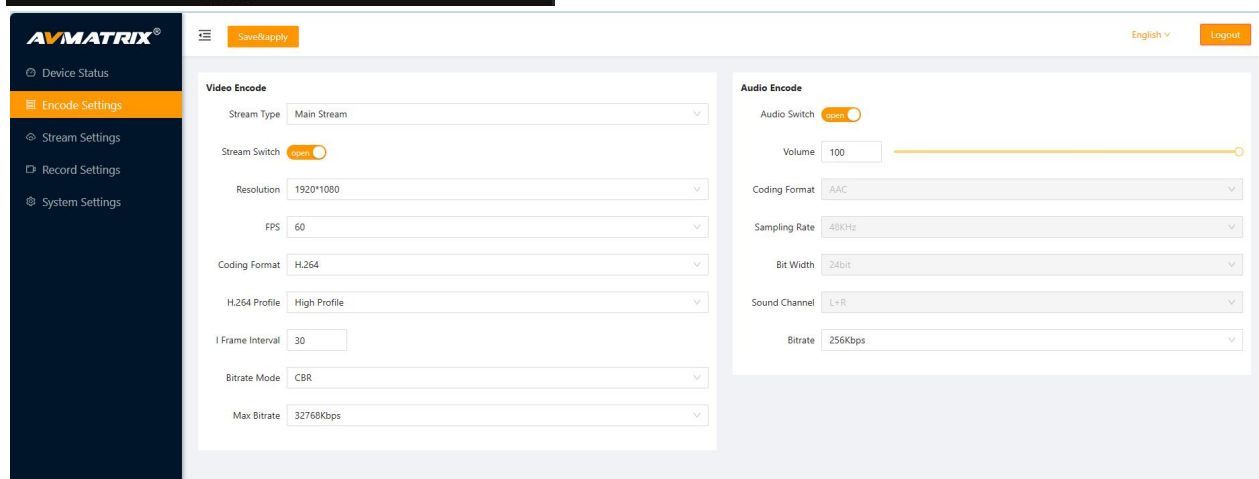 AVMATRIX®
Save&apply
English
Logout
Device Status
Encode Settings
Stream Settings
Record Settings
System Settings
Video Encode
Stream Type Main Stream
Stream Switch open
Resolution 1920*1080
FPS 60
Coding Format H.264
H.264 Profile High Profile
I Frame Interval 30
Bitrate Mode CBR
Max Bitrate 32768Kbps
Audio Encode
Audio Switch open
Volume 100
Coding Format AAC
Sampling Rate 48KHz
Bit Width 24bit
Sound Channel L+R
Bitrate 256Kbps